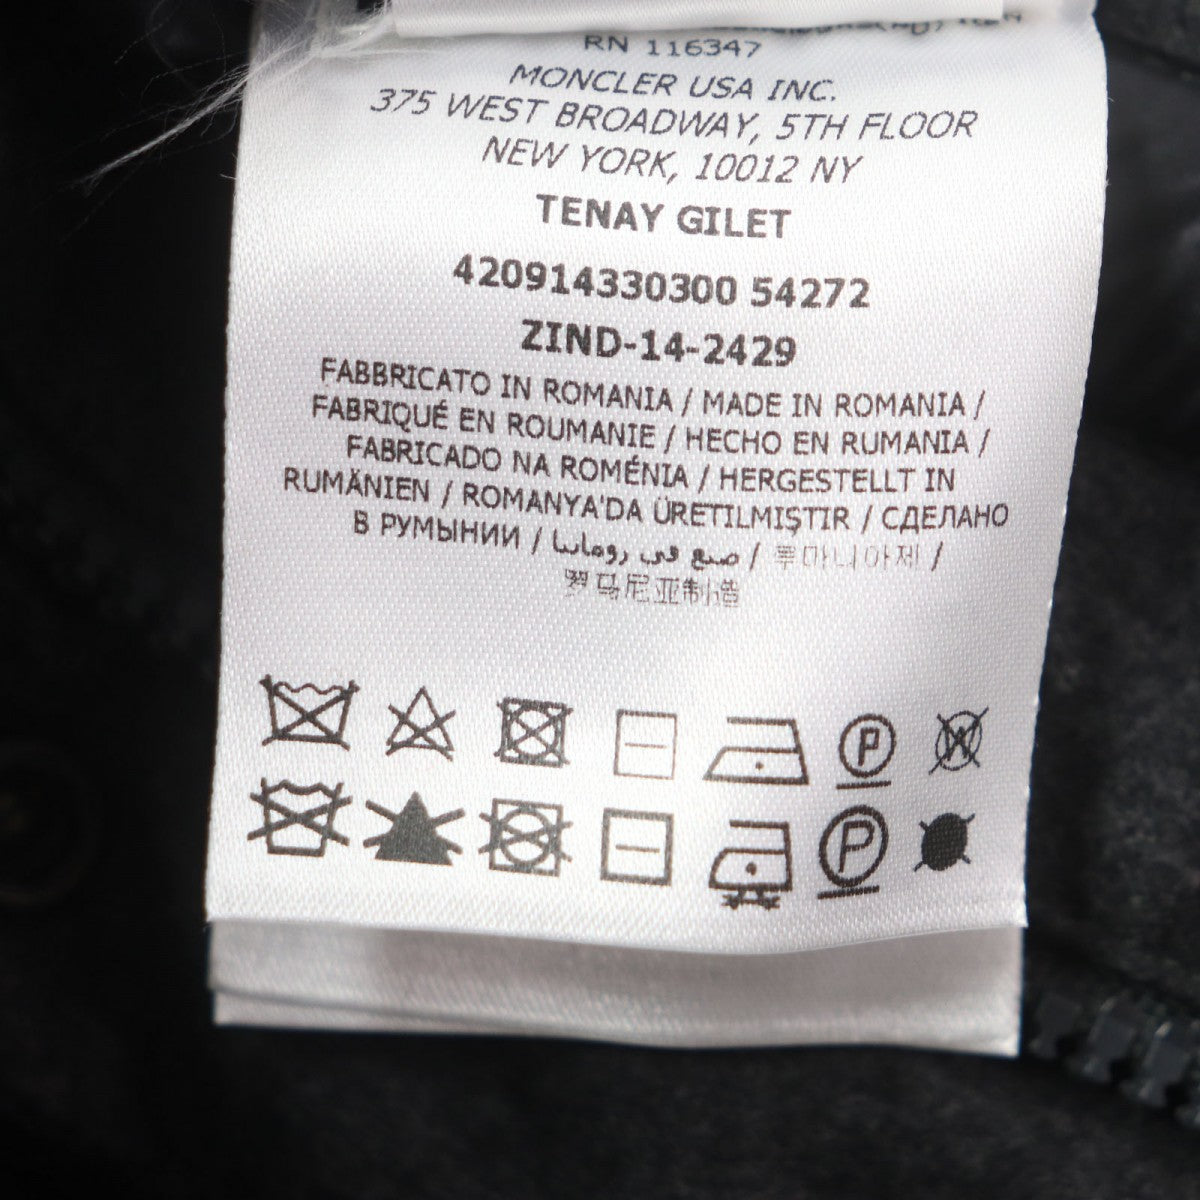 RN 116347
MONCLER USA INC.
375 WEST BROADWAY, 5TH FLOOR
NEW YORK, 10012 NY
TENAY GILET
420914330300 54272
ZIND-14-2429
FABBRICATO IN ROMANIA / MADE IN ROMANIA /
FABRIQUÉ EN ROUMANIE / HECHO EN RUMANIA /
FABRICADO NA ROMÉNIA / HERGESTELLT IN
RUMÄNIEN / ROMANYA'DA ÜRETILMIŞTIR / СДЕЛАНО
В РУМЫНИИ / صنع في رومانيا / 루마니아제 /
罗马尼亚制造
P W
P